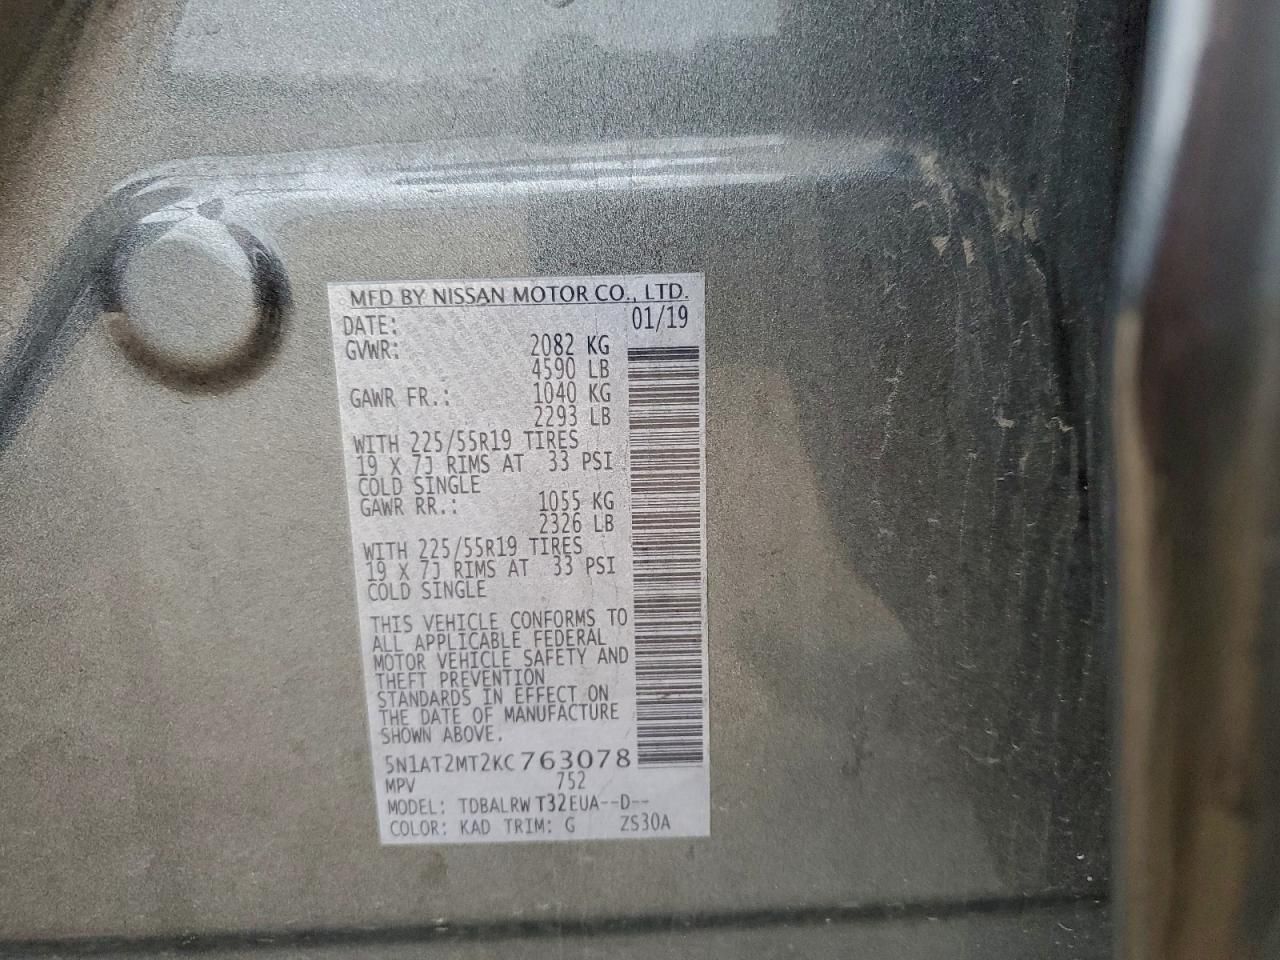 MFD BY NISSAN MOTOR CO., LTD.
DATE: 01/19
GVWR: 2082 KG
4590 LB
GAWR FR.: 1040 KG
2293 LB
WITH 225/55R19 TIRES
19 X 7J RIMS AT 33 PSI
COLD SINGLE
GAWR RR.: 1055 KG
2326 LB
WITH 225/55R19 TIRES
19 X 7J RIMS AT 33 PSI
COLD SINGLE
THIS VEHICLE CONFORMS TO
ALL APPLICABLE FEDERAL
MOTOR VEHICLE SAFETY AND
THEFT PREVENTION
STANDARDS IN EFFECT ON
THE DATE OF MANUFACTURE
SHOWN ABOVE.
5N1AT2MT2KC763078
MPV 752
MODEL: TDBALRW T32EUA--D--
COLOR: KAD TRIM: G ZS30A